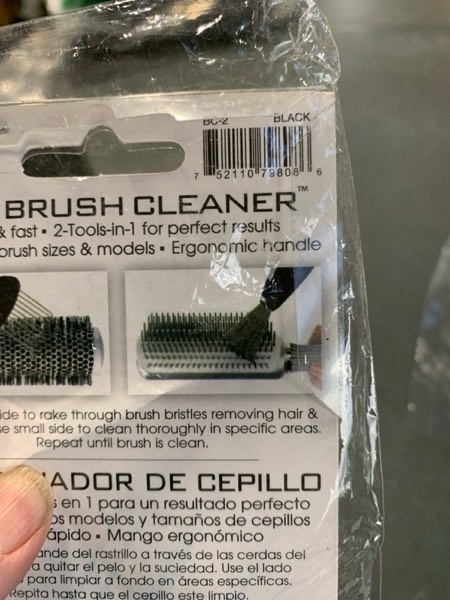 BC-2 BLACK
7 52110 79808 6
BRUSH CLEANER™
& fast ▪ 2-Tools-in-1 for perfect results
brush sizes & models ▪ Ergonomic handle
ide to rake through brush bristles removing hair &
se small side to clean thoroughly in specific areas.
Repeat until brush is clean.
ADOR DE CEPILLO
s en 1 para un resultado perfecto
os modelos y tamaños de cepillos
ápido ▪ Mango ergonómico
ande del rastrillo a través de las cerdas del
a quitar el pelo y la suciedad. Use el lado
para limpiar a fondo en áreas específicas.
Repita hasta que el cepillo este limpio.